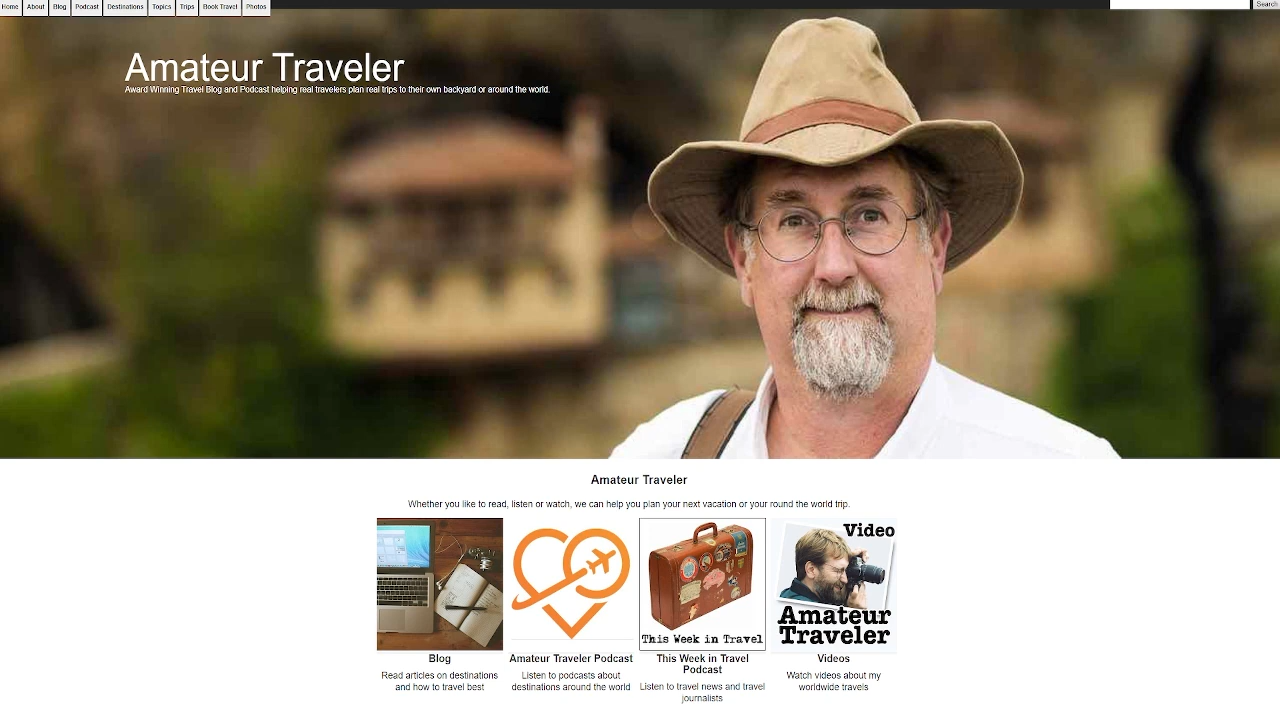 Home About Blog Podcast Destinations Topics Trips Book Travel Photos Search
Amateur Traveler
Award Winning Travel Blog and Podcast helping real travelers plan real trips to their own backyard or around the world.
Amateur Traveler
Whether you like to read, listen or watch, we can help you plan your next vacation or your round the world trip.
This Week in Travel
Video
Amateur
Traveler
Blog
Read articles on destinations
and how to travel best
Amateur Traveler Podcast
Listen to podcasts about
destinations around the world
This Week in Travel
Podcast
Listen to travel news and travel
journalists
Videos
Watch videos about my
worldwide travels